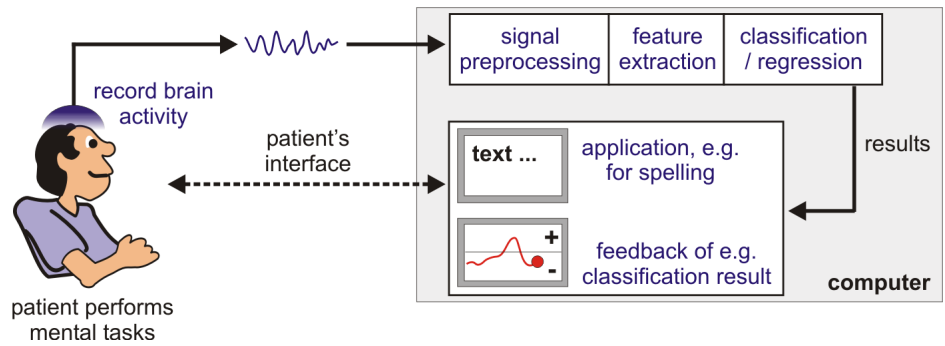 record brain
activity
patient performs
mental tasks
patient's
interface
signal
preprocessing
feature
extraction
classification
/ regression
results
text ...
application, e.g.
for spelling
+
-
feedback of e.g.
classification result
computer